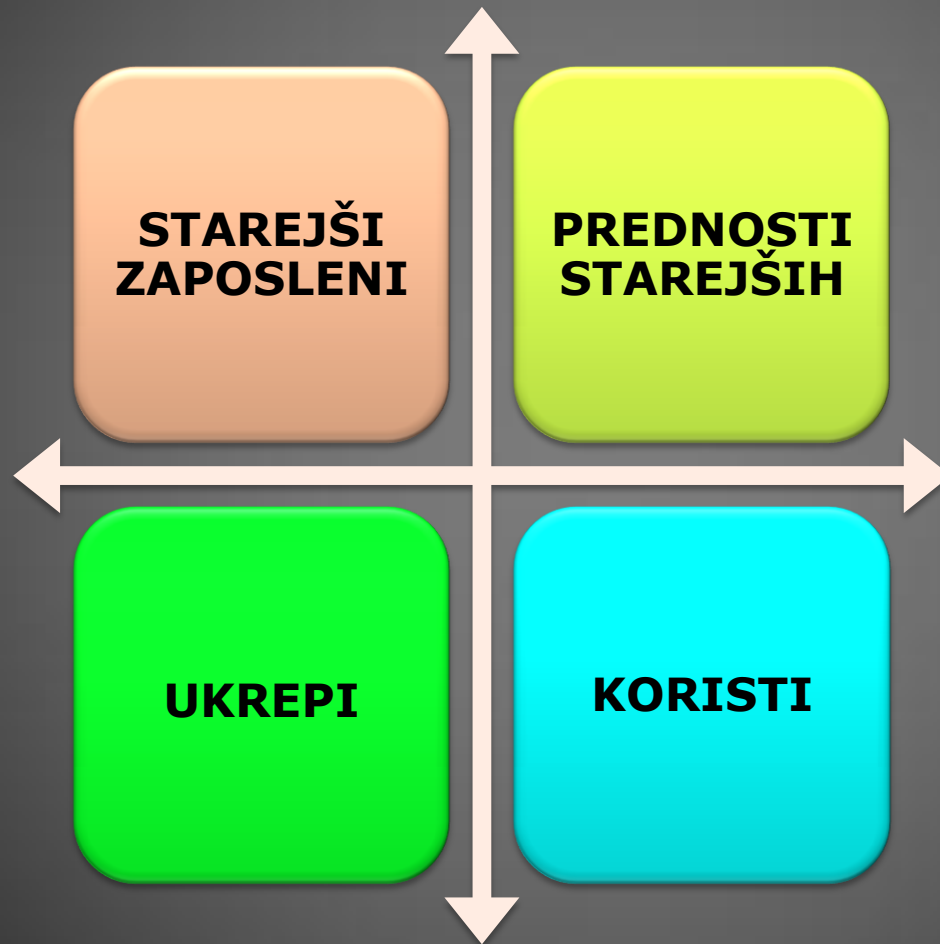 STAREJŠI
ZAPOSLENI
PREDNOSTI
STAREJŠIH
UKREPI
KORISTI